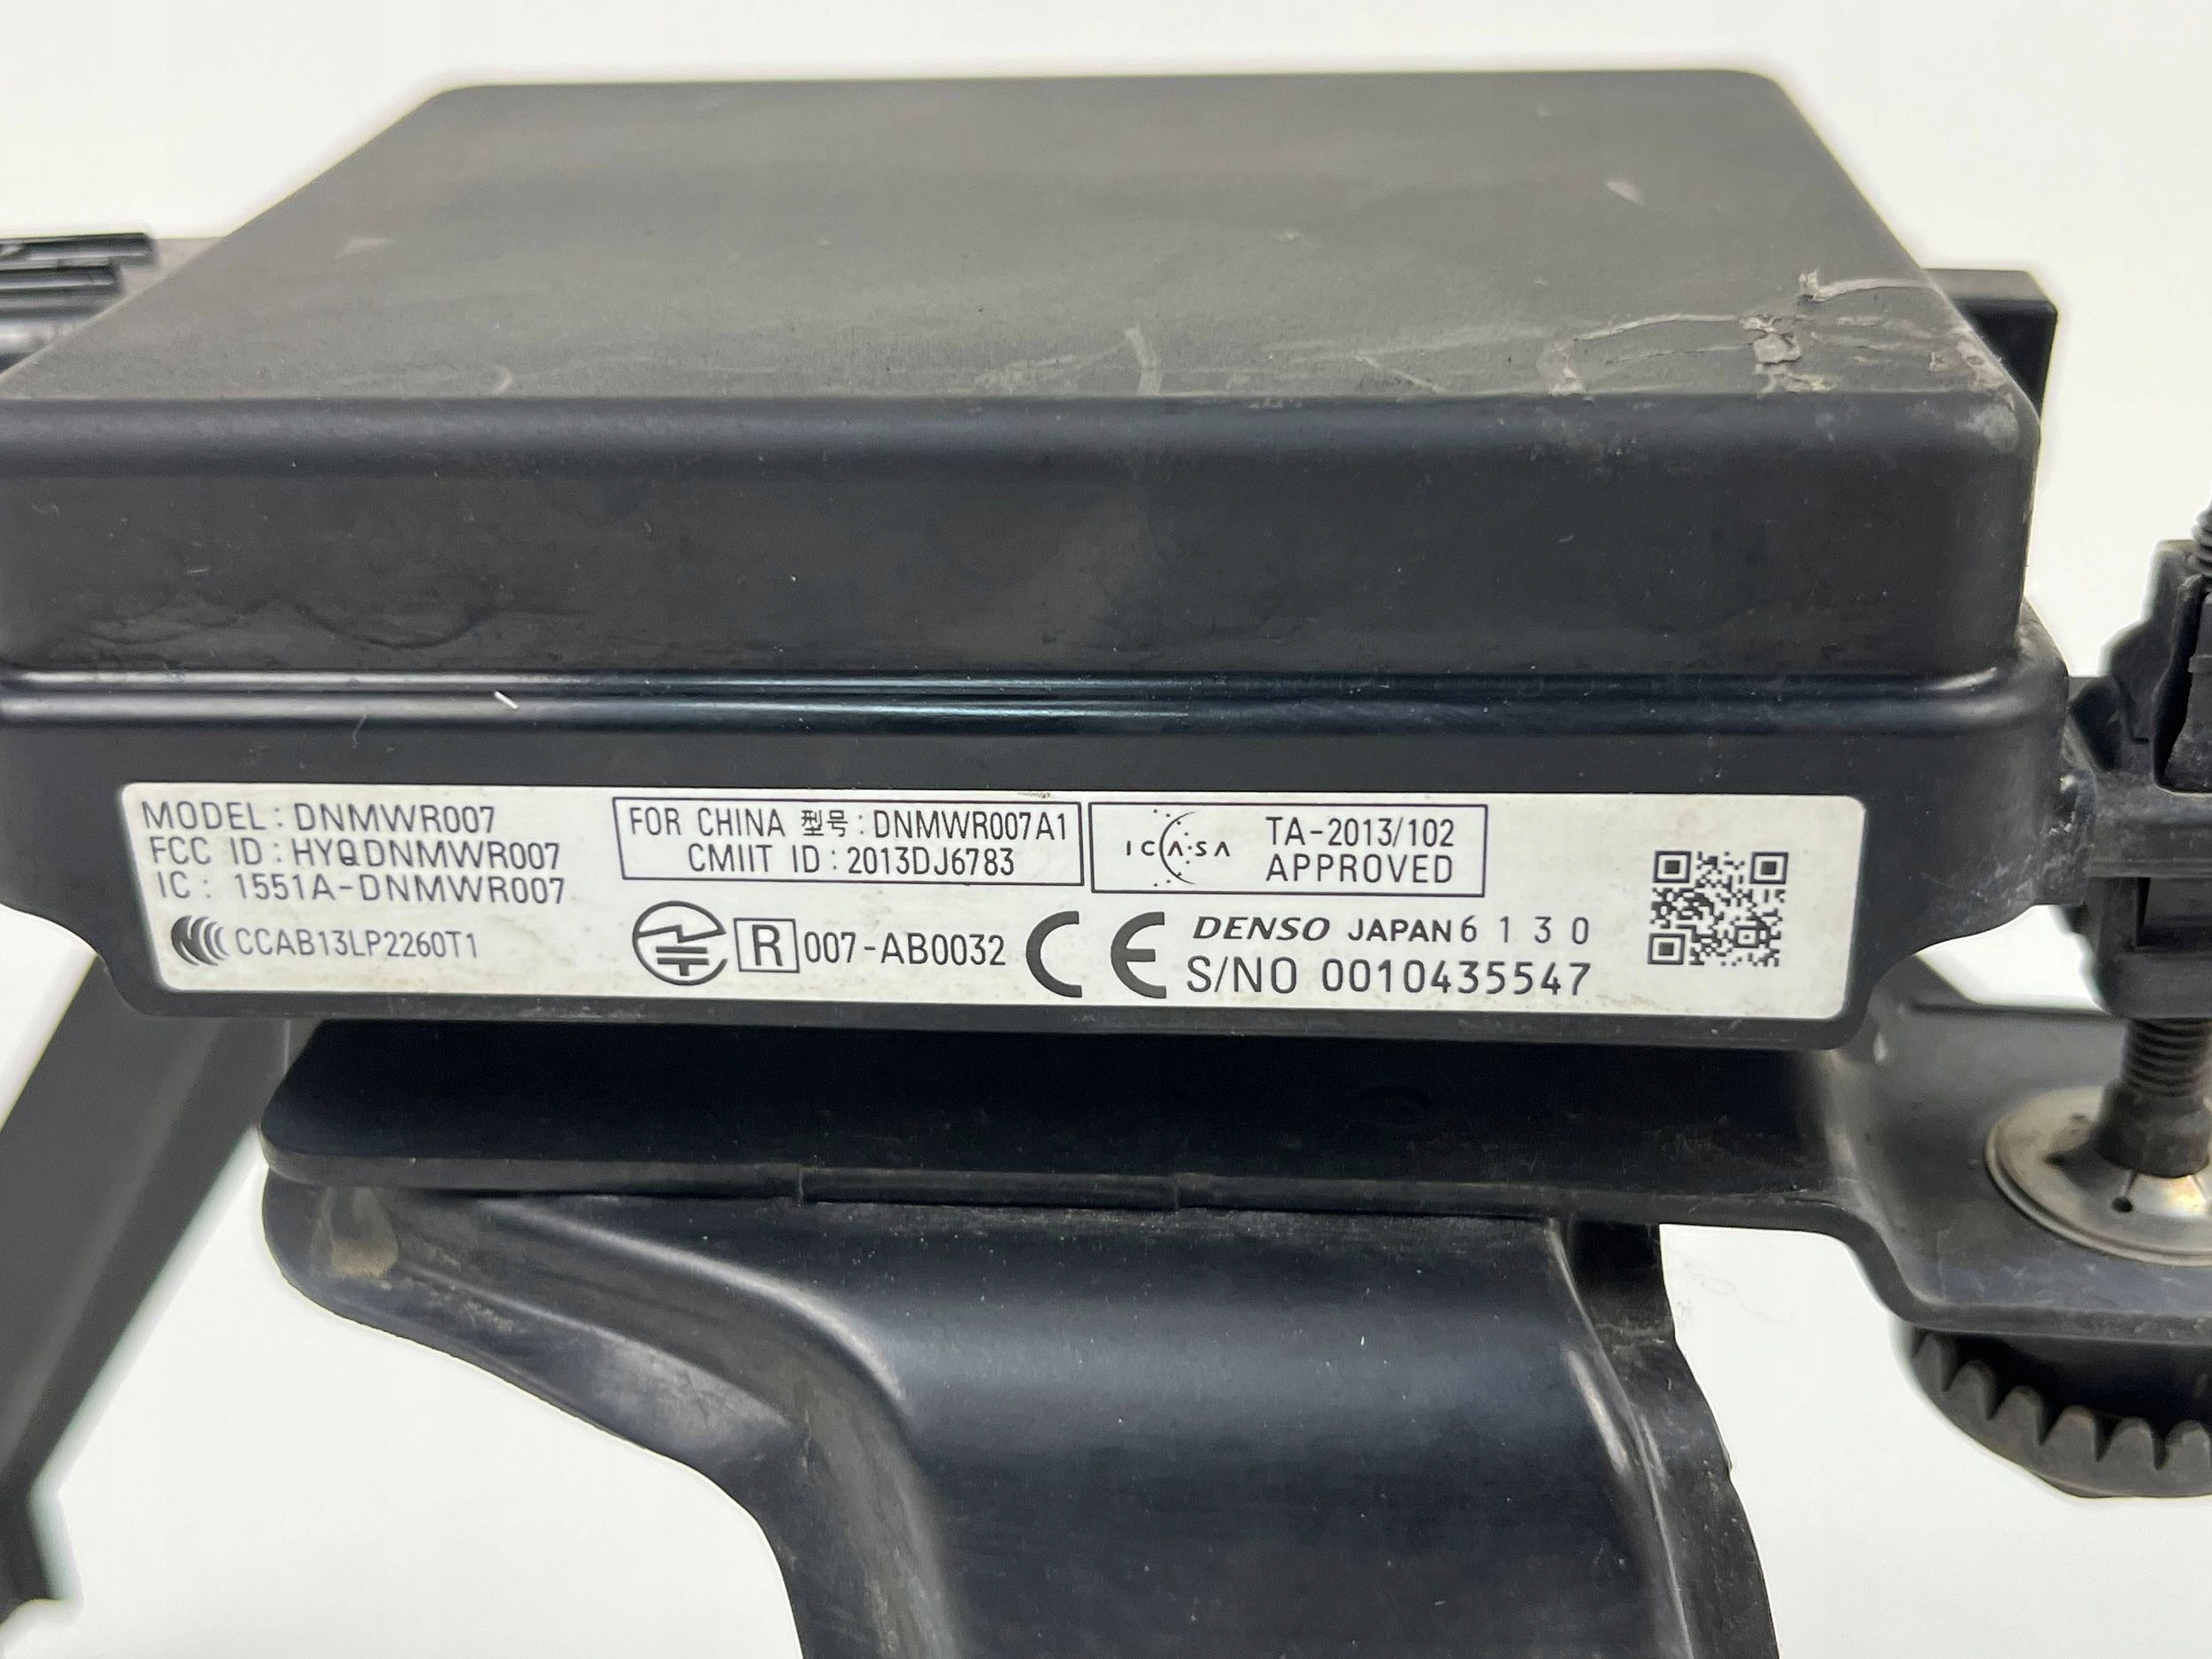 MODEL : DNMWR007
FCC ID : HYQDNMWR007
IC : 1551A-DNMWR007
CCAB13LP2260T1
FOR CHINA 型号 : DNMWR007A1
CMIIT ID : 2013DJ6783
ICASA
TA-2013/102
APPROVED
R 007-AB0032
CE
DENSO JAPAN 6 1 3 0
S/NO 0010435547